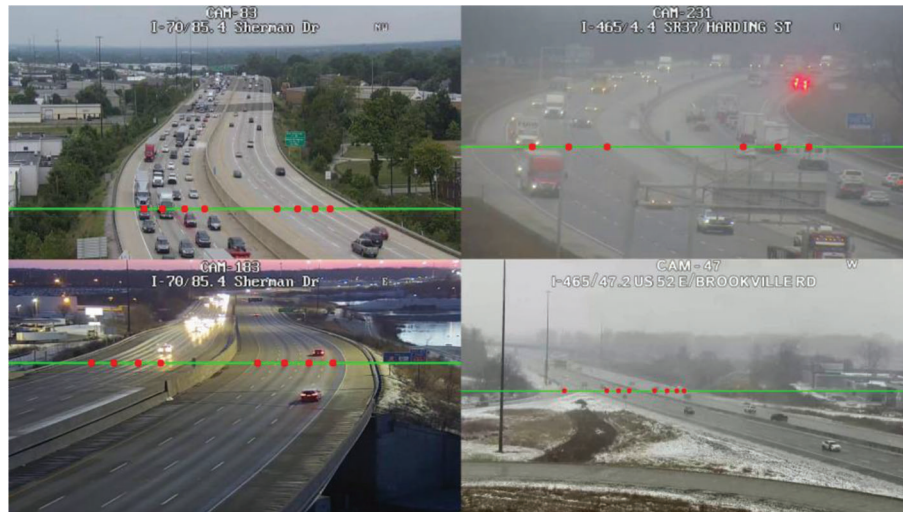 CAM-83
I-70/85.4 Sherman Dr NW
CAM-231
I-465/4.4 SR37/HARDING ST W
CAM-183
I-70/85.4 Sherman Dr E
CAM-47 W
I-465/47.2 US 52 E/BROOKVILLE RD